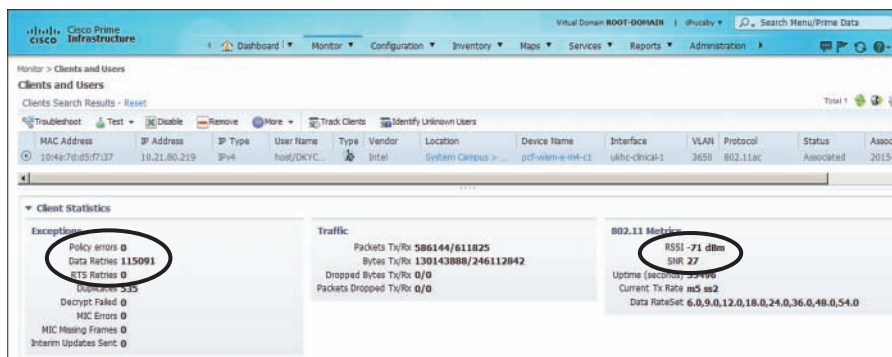 Virtual Domain ROOT-DOMAIN | dhucaby ▼ Search Menu/Prime Data
cisco Cisco Prime Infrastructure
Dashboard ▼ Monitor ▼ Configuration ▼ Inventory ▼ Maps ▼ Services ▼ Reports ▼ Administration
Monitor > Clients and Users
Clients and Users
Clients Search Results - Reset Total 1
Troubleshoot Test Disable Remove More Track Clients Identify Unknown Users
MAC Address IP Address IP Type User Name Type Vendor Location Device Name Interface VLAN Protocol Status Assoc
10:4a:7d:d5:f7:37 10.21.80.219 IPv4 host/DKYC... Intel System Campus > ... ukhc-clinical-1 3650 802.11ac Associated 2015-
Client Statistics
Exceptions
Policy errors 0
Data Retries 115091
RTS Retries 0
Duplicates 535
Decrypt Failed 0
MIC Errors 0
MIC Missing Frames 0
Interim Updates Sent 0
Traffic
Packets Tx/Rx 586144/611825
Bytes Tx/Rx 130143888/246112842
Dropped Bytes Tx/Rx 0/0
Packets Dropped Tx/Rx 0/0
802.11 Metrics
RSSI -71 dBm
SNR 27
Uptime (seconds) 55496
Current Tx Rate m5 ss2
Data RateSet 6.0,9.0,12.0,18.0,24.0,36.0,48.0,54.0